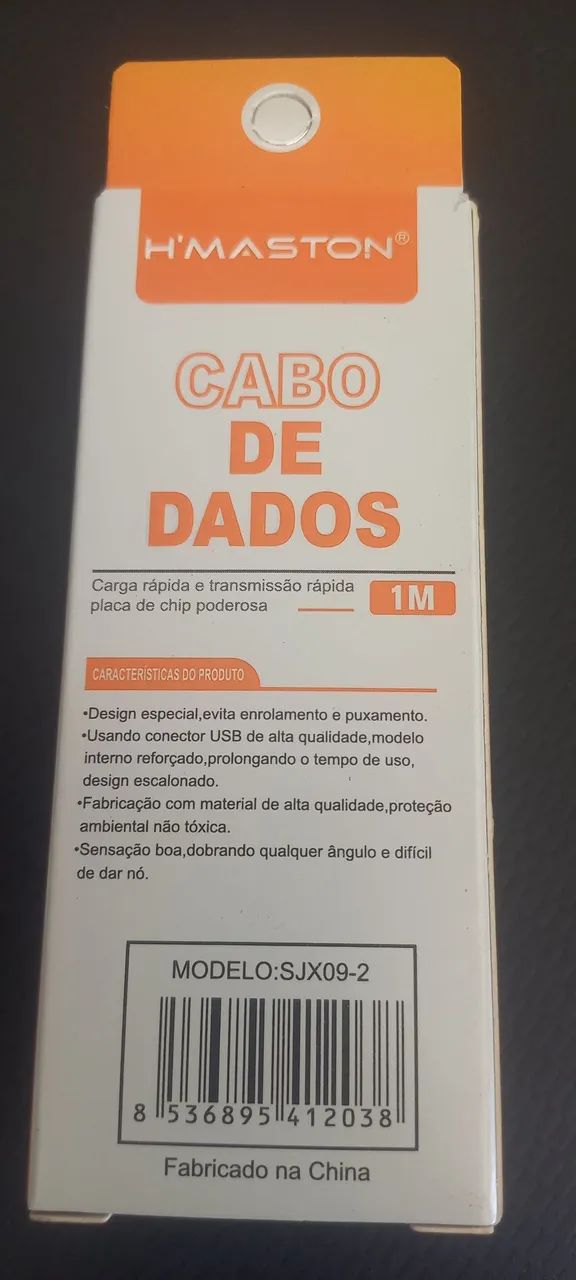 H'MASTON®
CABO
DE
DADOS
Carga rápida e transmissão rápida
placa de chip poderosa
1M
CARACTERÍSTICAS DO PRODUTO
•Design especial,evita enrolamento e puxamento.
•Usando conector USB de alta qualidade,modelo
interno reforçado,prolongando o tempo de uso,
design escalonado.
•Fabricação com material de alta qualidade,proteção
ambiental não tóxica.
•Sensação boa,dobrando qualquer ângulo e difícil
de dar nó.
MODELO:SJX09-2
8 536895 412038
Fabricado na China